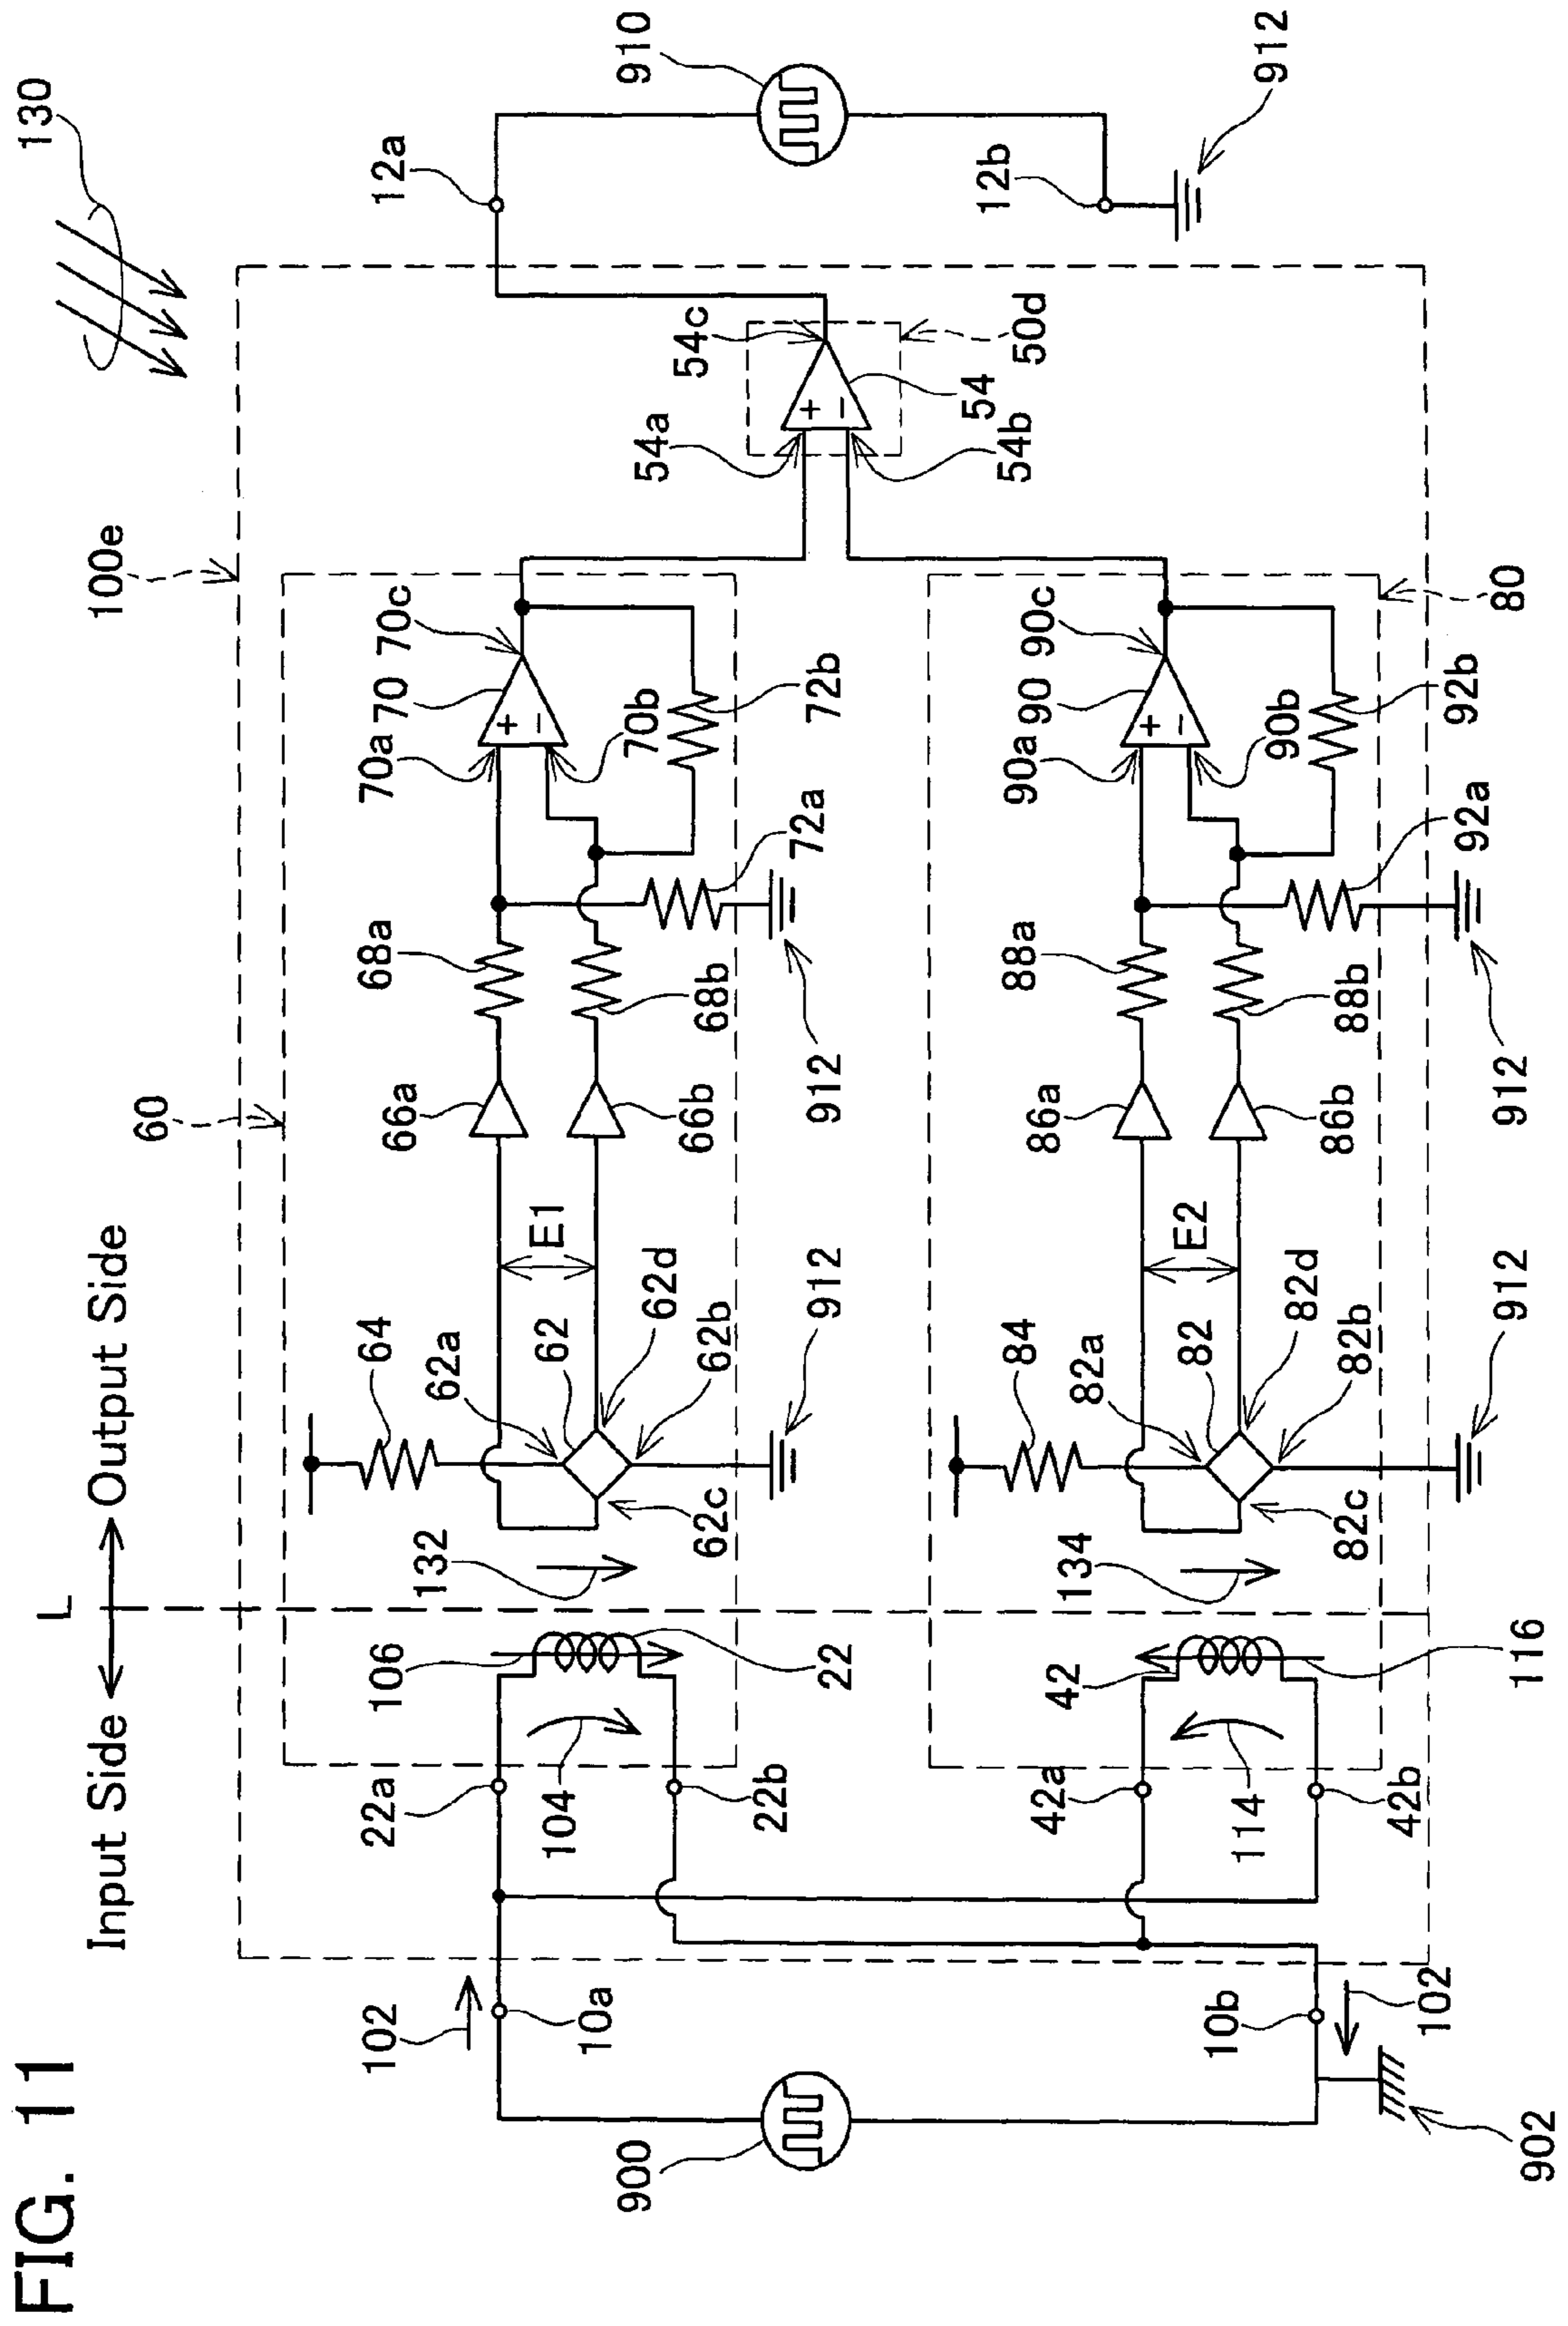 FIG. 11
Input Side
L
Output Side
130
100e
60
102
10a
22a
106
104
22
22b
132
64
62a
62
62c
62d
62b
E1
66a
66b
68a
68b
72a
70a
70
70c
70b
72b
912
912
54a
54c
50d
54
54b
12a
910
12b
912
900
10b
102
902
42a
42
114
116
42b
134
84
82a
82
82c
82d
82b
E2
86a
86b
88a
88b
92a
90a
90
90c
90b
92b
80
912
912